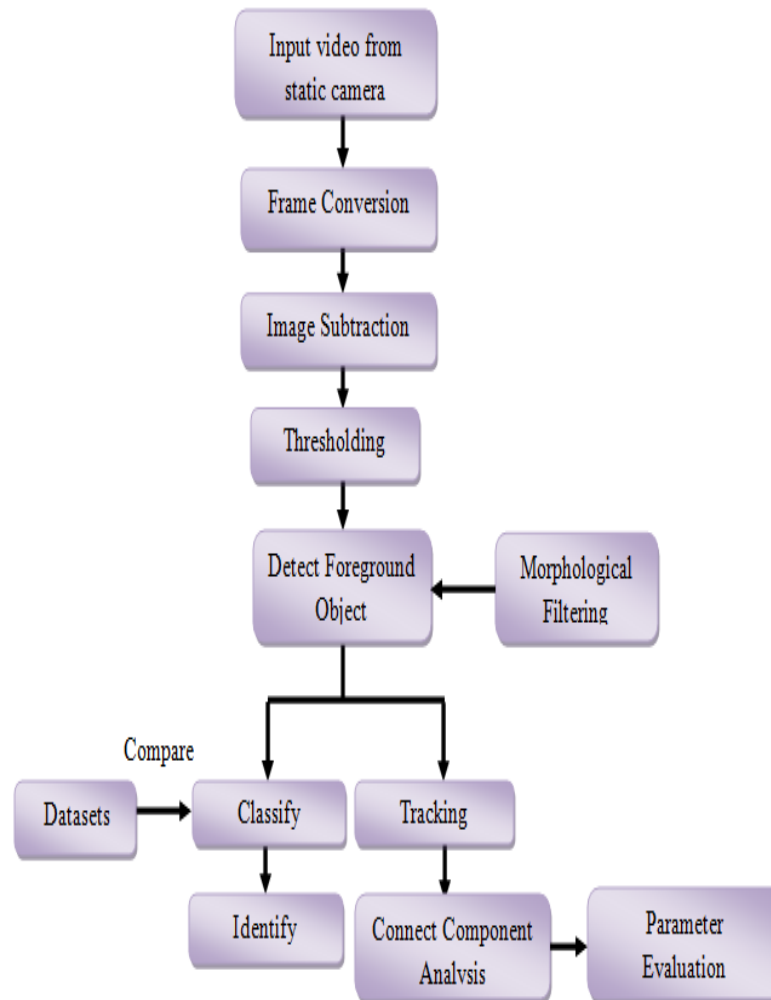 Input video from
static camera
Frame Conversion
Image Subtraction
Thresholding
Detect Foreground
Object
Morphological
Filtering
Compare
Datasets
Classify
Tracking
Identify
Connect Component
Analysis
Parameter
Evaluation